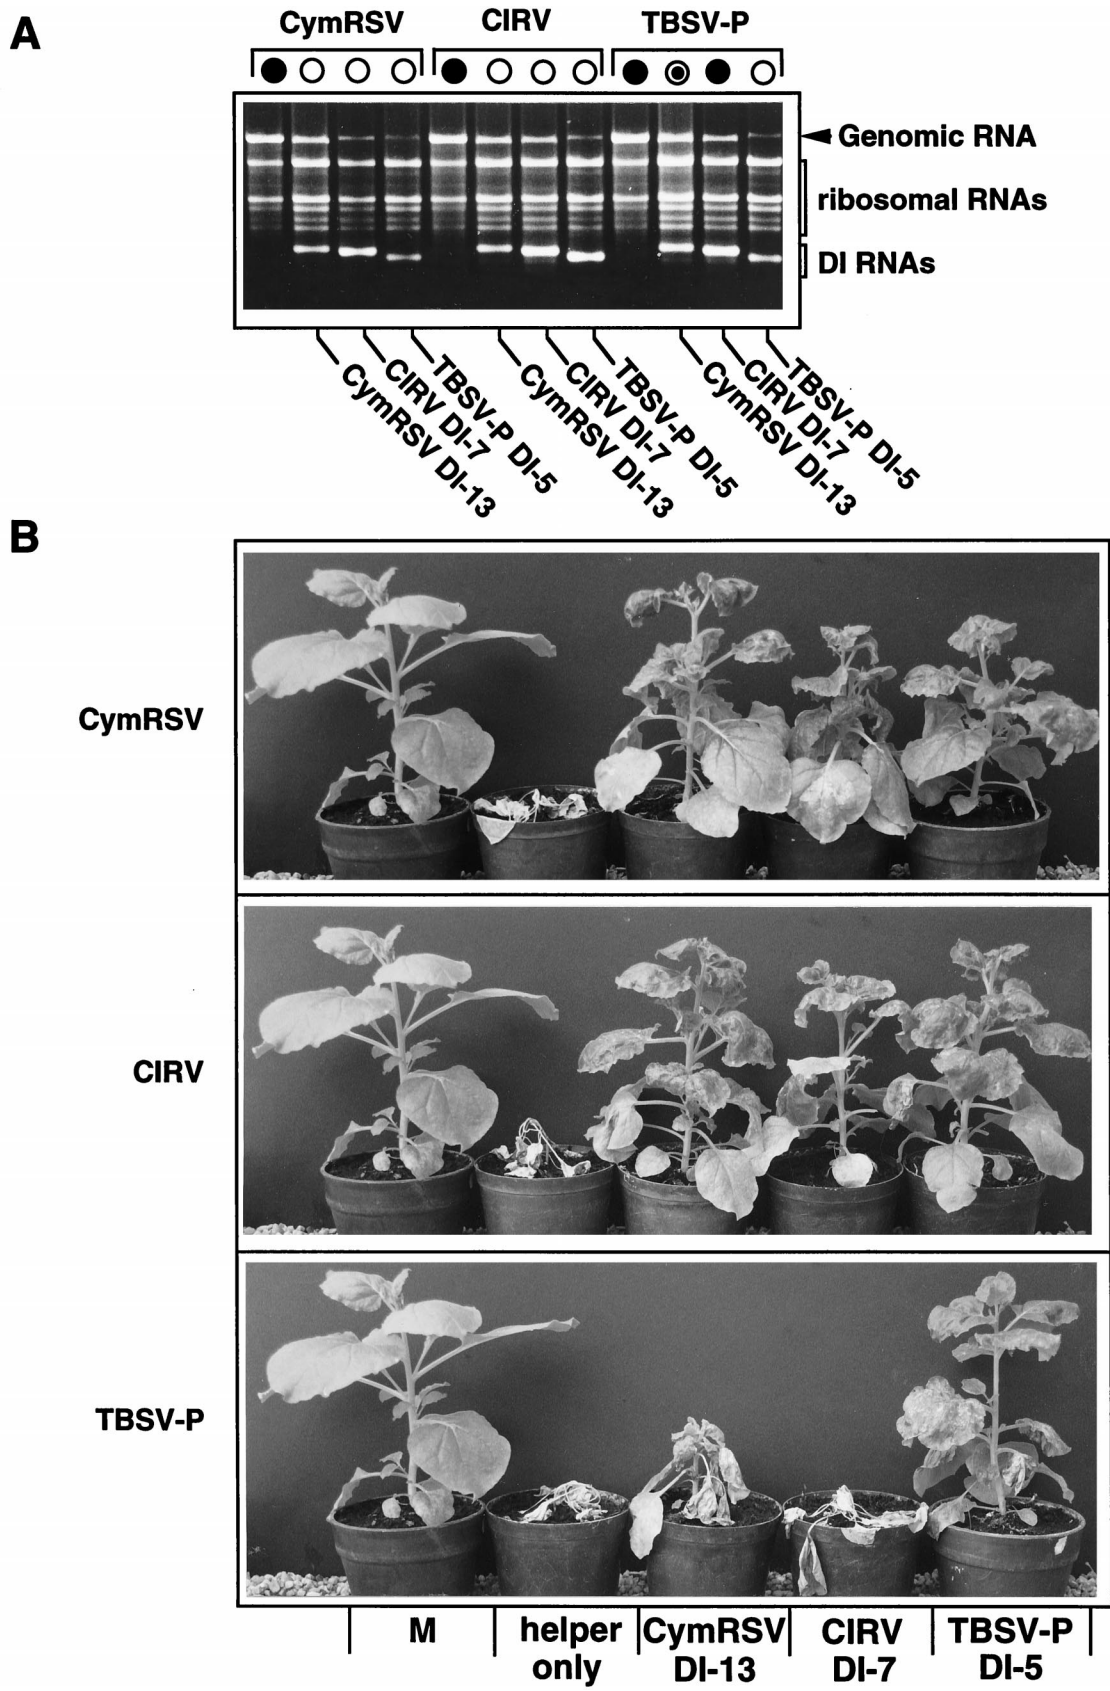 A
CymRSV
CIRV
TBSV-P
Genomic RNA
ribosomal RNAs
DI RNAs
CymRSV DI-13
CIRV DI-7
TBSV-P DI-5
CymRSV DI-13
CIRV DI-7
TBSV-P DI-5
CymRSV DI-13
CIRV DI-7
TBSV-P DI-5
B
CymRSV
CIRV
TBSV-P
M
helper only
CymRSV DI-13
CIRV DI-7
TBSV-P DI-5